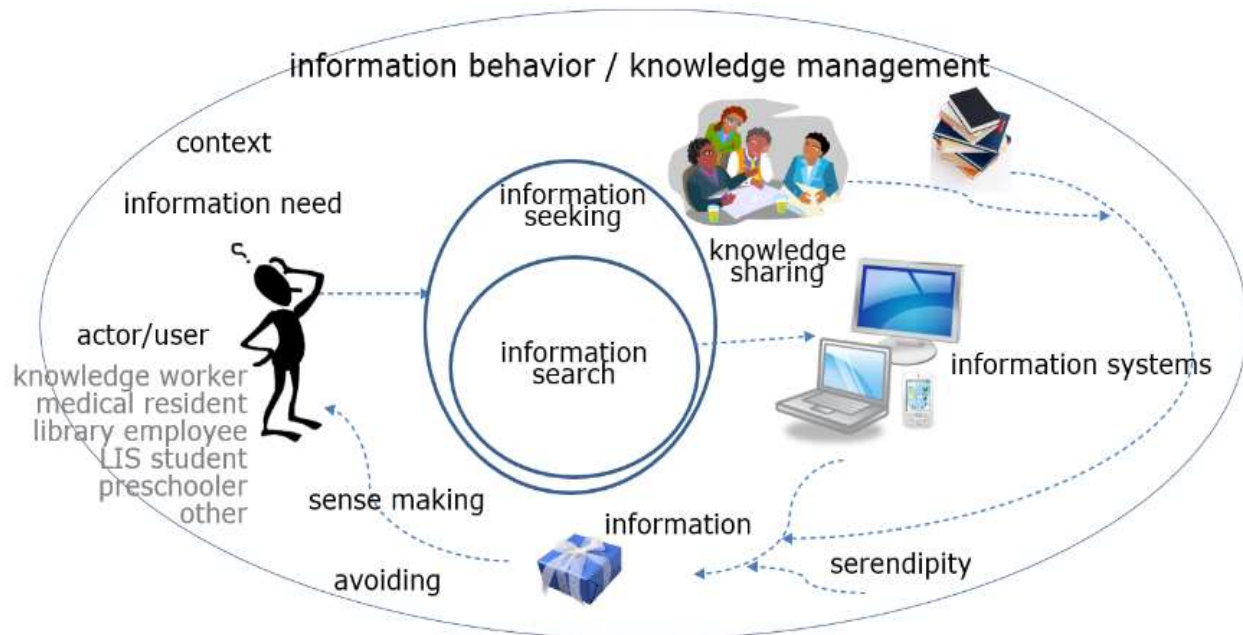 information behavior / knowledge management
context
information need
?
information
seeking
knowledge
sharing
actor/user
knowledge worker
medical resident
library employee
LIS student
preschooler
other
information
search
information systems
sense making
information
avoiding
serendipity